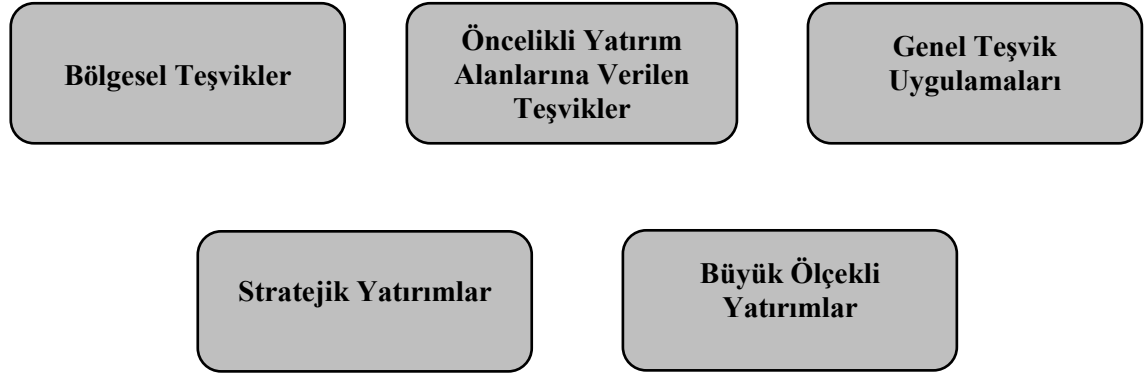 Bölgesel Teşvikler
Öncelikli Yatırım
Alanlarına Verilen
Teşvikler
Genel Teşvik
Uygulamaları
Stratejik Yatırımlar
Büyük Ölçekli
Yatırımlar